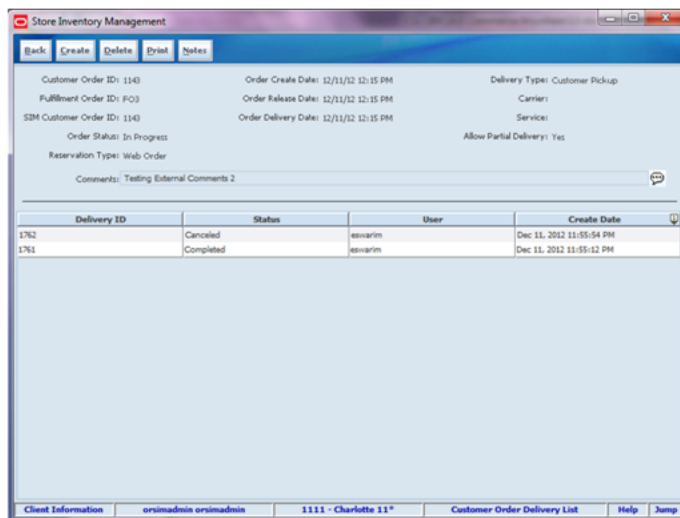 Store Inventory Management
Back Create Delete Print Notes
Customer Order ID: 1143 Order Create Date: 12/11/12 12:15 PM Delivery Type: Customer Pickup
Fulfillment Order ID: FO3 Order Release Date: 12/11/12 12:15 PM Carrier:
SIM Customer Order ID: 1143 Order Delivery Date: 12/11/12 12:15 PM Service:
Order Status: In Progress Allow Partial Delivery: Yes
Reservation Type: Web Order
Comments: Testing External Comments 2
Delivery ID Status User Create Date
1762 Canceled eswarim Dec 11, 2012 11:55:54 PM
1761 Completed eswarim Dec 11, 2012 11:55:12 PM
Client Information orsimadmin orsimadmin 1111 - Charlotte 11* Customer Order Delivery List Help Jump